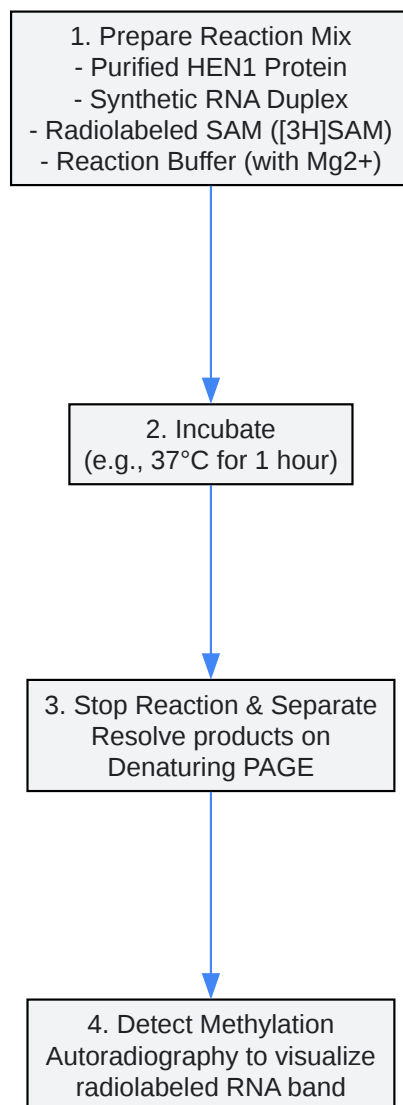 1. Prepare Reaction Mix
- Purified HEN1 Protein
- Synthetic RNA Duplex
- Radiolabeled SAM ([3H]SAM)
- Reaction Buffer (with Mg2+)
2. Incubate
(e.g., 37°C for 1 hour)
3. Stop Reaction & Separate
Resolve products on
Denaturing PAGE
4. Detect Methylation
Autoradiography to visualize
radiolabeled RNA band